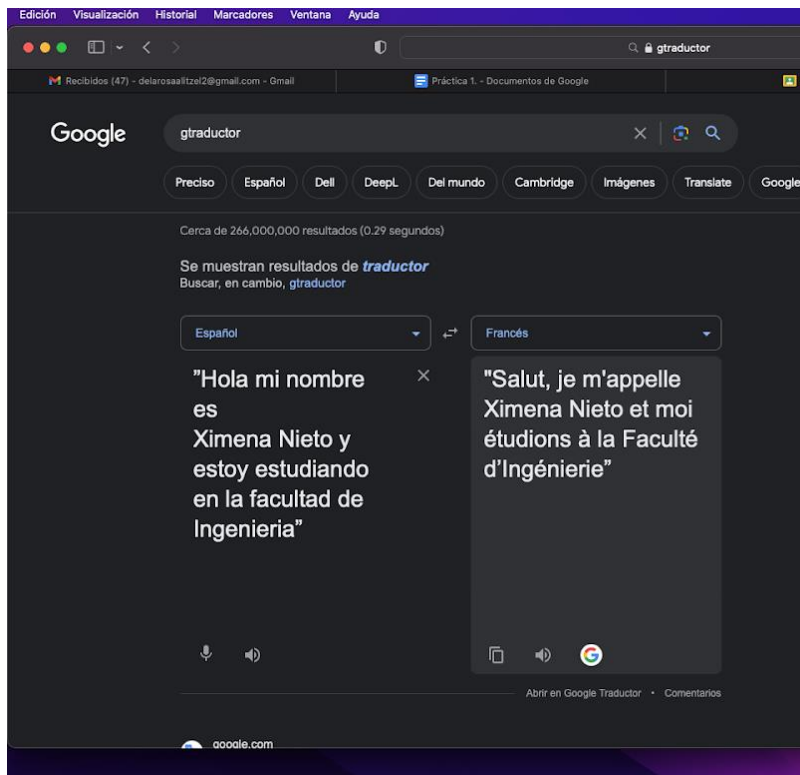 Edición Visualización Historial Marcadores Ventana Ayuda
gtraductor
Recibidos (47) - delarosaalitzel2@gmail.com - Gmail
Práctica 1. - Documentos de Google
Google
gtraductor
Preciso Español Dell DeepL Del mundo Cambridge Imágenes Translate Google
Cerca de 266,000,000 resultados (0.29 segundos)
Se muestran resultados de traductor
Buscar, en cambio, gtraductor
Español
Francés
”Hola mi nombre
es
Ximena Nieto y
estoy estudiando
en la facultad de
Ingenieria”
"Salut, je m'appelle
Ximena Nieto et moi
étudions à la Faculté
d’Ingénierie”
Abrir en Google Traductor • Comentarios
google.com